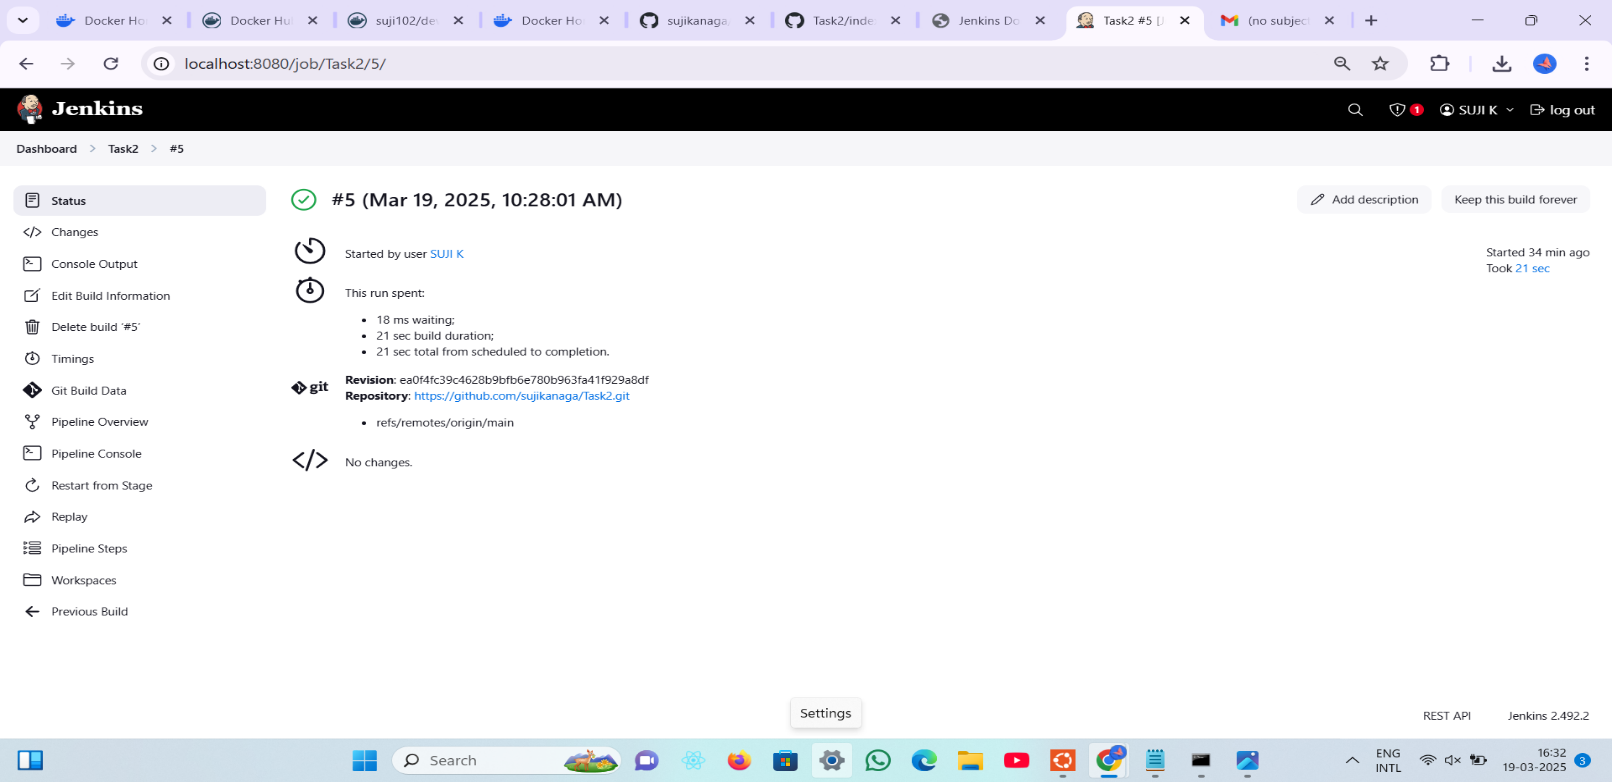 Docker Ho
Docker Hu
suji102/de
Docker Ho
sujikanaga
Task2/inde
Jenkins Do
Task2 #5 [J
(no subjec
localhost:8080/job/Task2/5/
Jenkins
1
SUJI K
log out
Dashboard > Task2 > #5
Status
Changes
Console Output
Edit Build Information
Delete build ‘#5’
Timings
Git Build Data
Pipeline Overview
Pipeline Console
Restart from Stage
Replay
Pipeline Steps
Workspaces
Previous Build
#5 (Mar 19, 2025, 10:28:01 AM)
Add description
Keep this build forever
Started by user SUJI K
Started 34 min ago
Took 21 sec
This run spent:
• 18 ms waiting;
• 21 sec build duration;
• 21 sec total from scheduled to completion.
git
Revision: ea0f4fc39c4628b9bfb6e780b963fa41f929a8df
Repository: https://github.com/sujikanaga/Task2.git
• refs/remotes/origin/main
No changes.
Settings
REST API
Jenkins 2.492.2
Search
ENG
INTL
16:32
19-03-2025
3